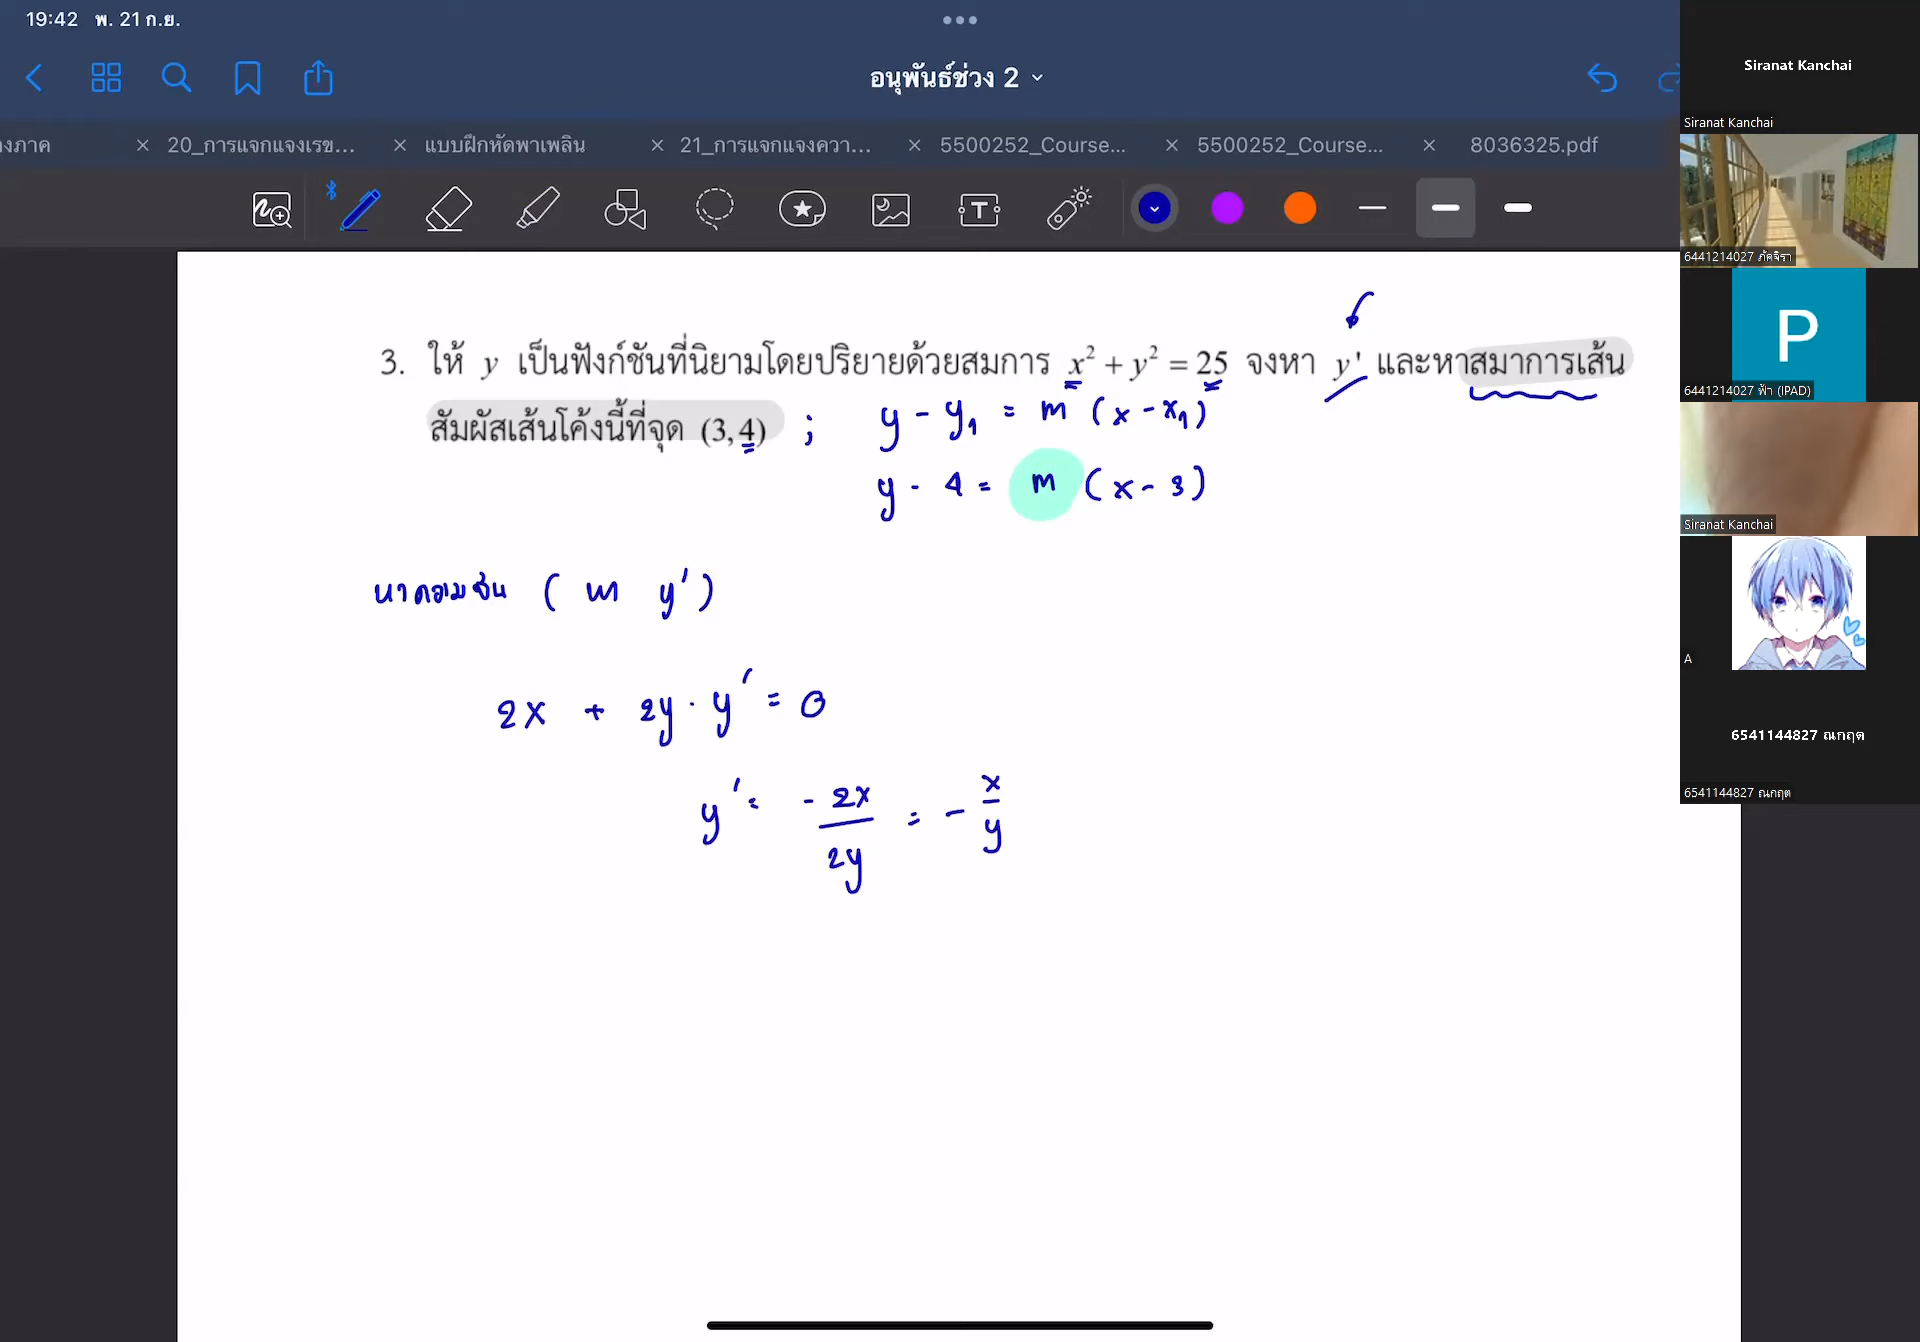 19:42 พ. 21 ก.ย.
อนุพันธ์ช่วง 2
งภาค
20_การแจกแจงเรข...
แบบฝึกหัดพาเพลิน
21_การแจกแจงควา...
5500252_Course...
5500252_Course...
8036325.pdf
3. ให้ y เป็นฟังก์ชันที่นิยามโดยปริยายด้วยสมการ x² + y² = 25 จงหา y' และหาสมาการเส้น
สัมผัสเส้นโค้งนี้ที่จุด (3, 4) ; y - y₁ = m (x - x₁)
y - 4 = m (x - 3)
หาความชัน ( หา y' )
2x + 2y · y' = 0
y' = - 2x / 2y = - x / y
Siranat Kanchai
Siranat Kanchai
6441214027 ภัคจิรา
P
6441214027 ฟ้า (IPAD)
Siranat Kanchai
A
6541144827 ณกฤต
6541144827 ณกฤต